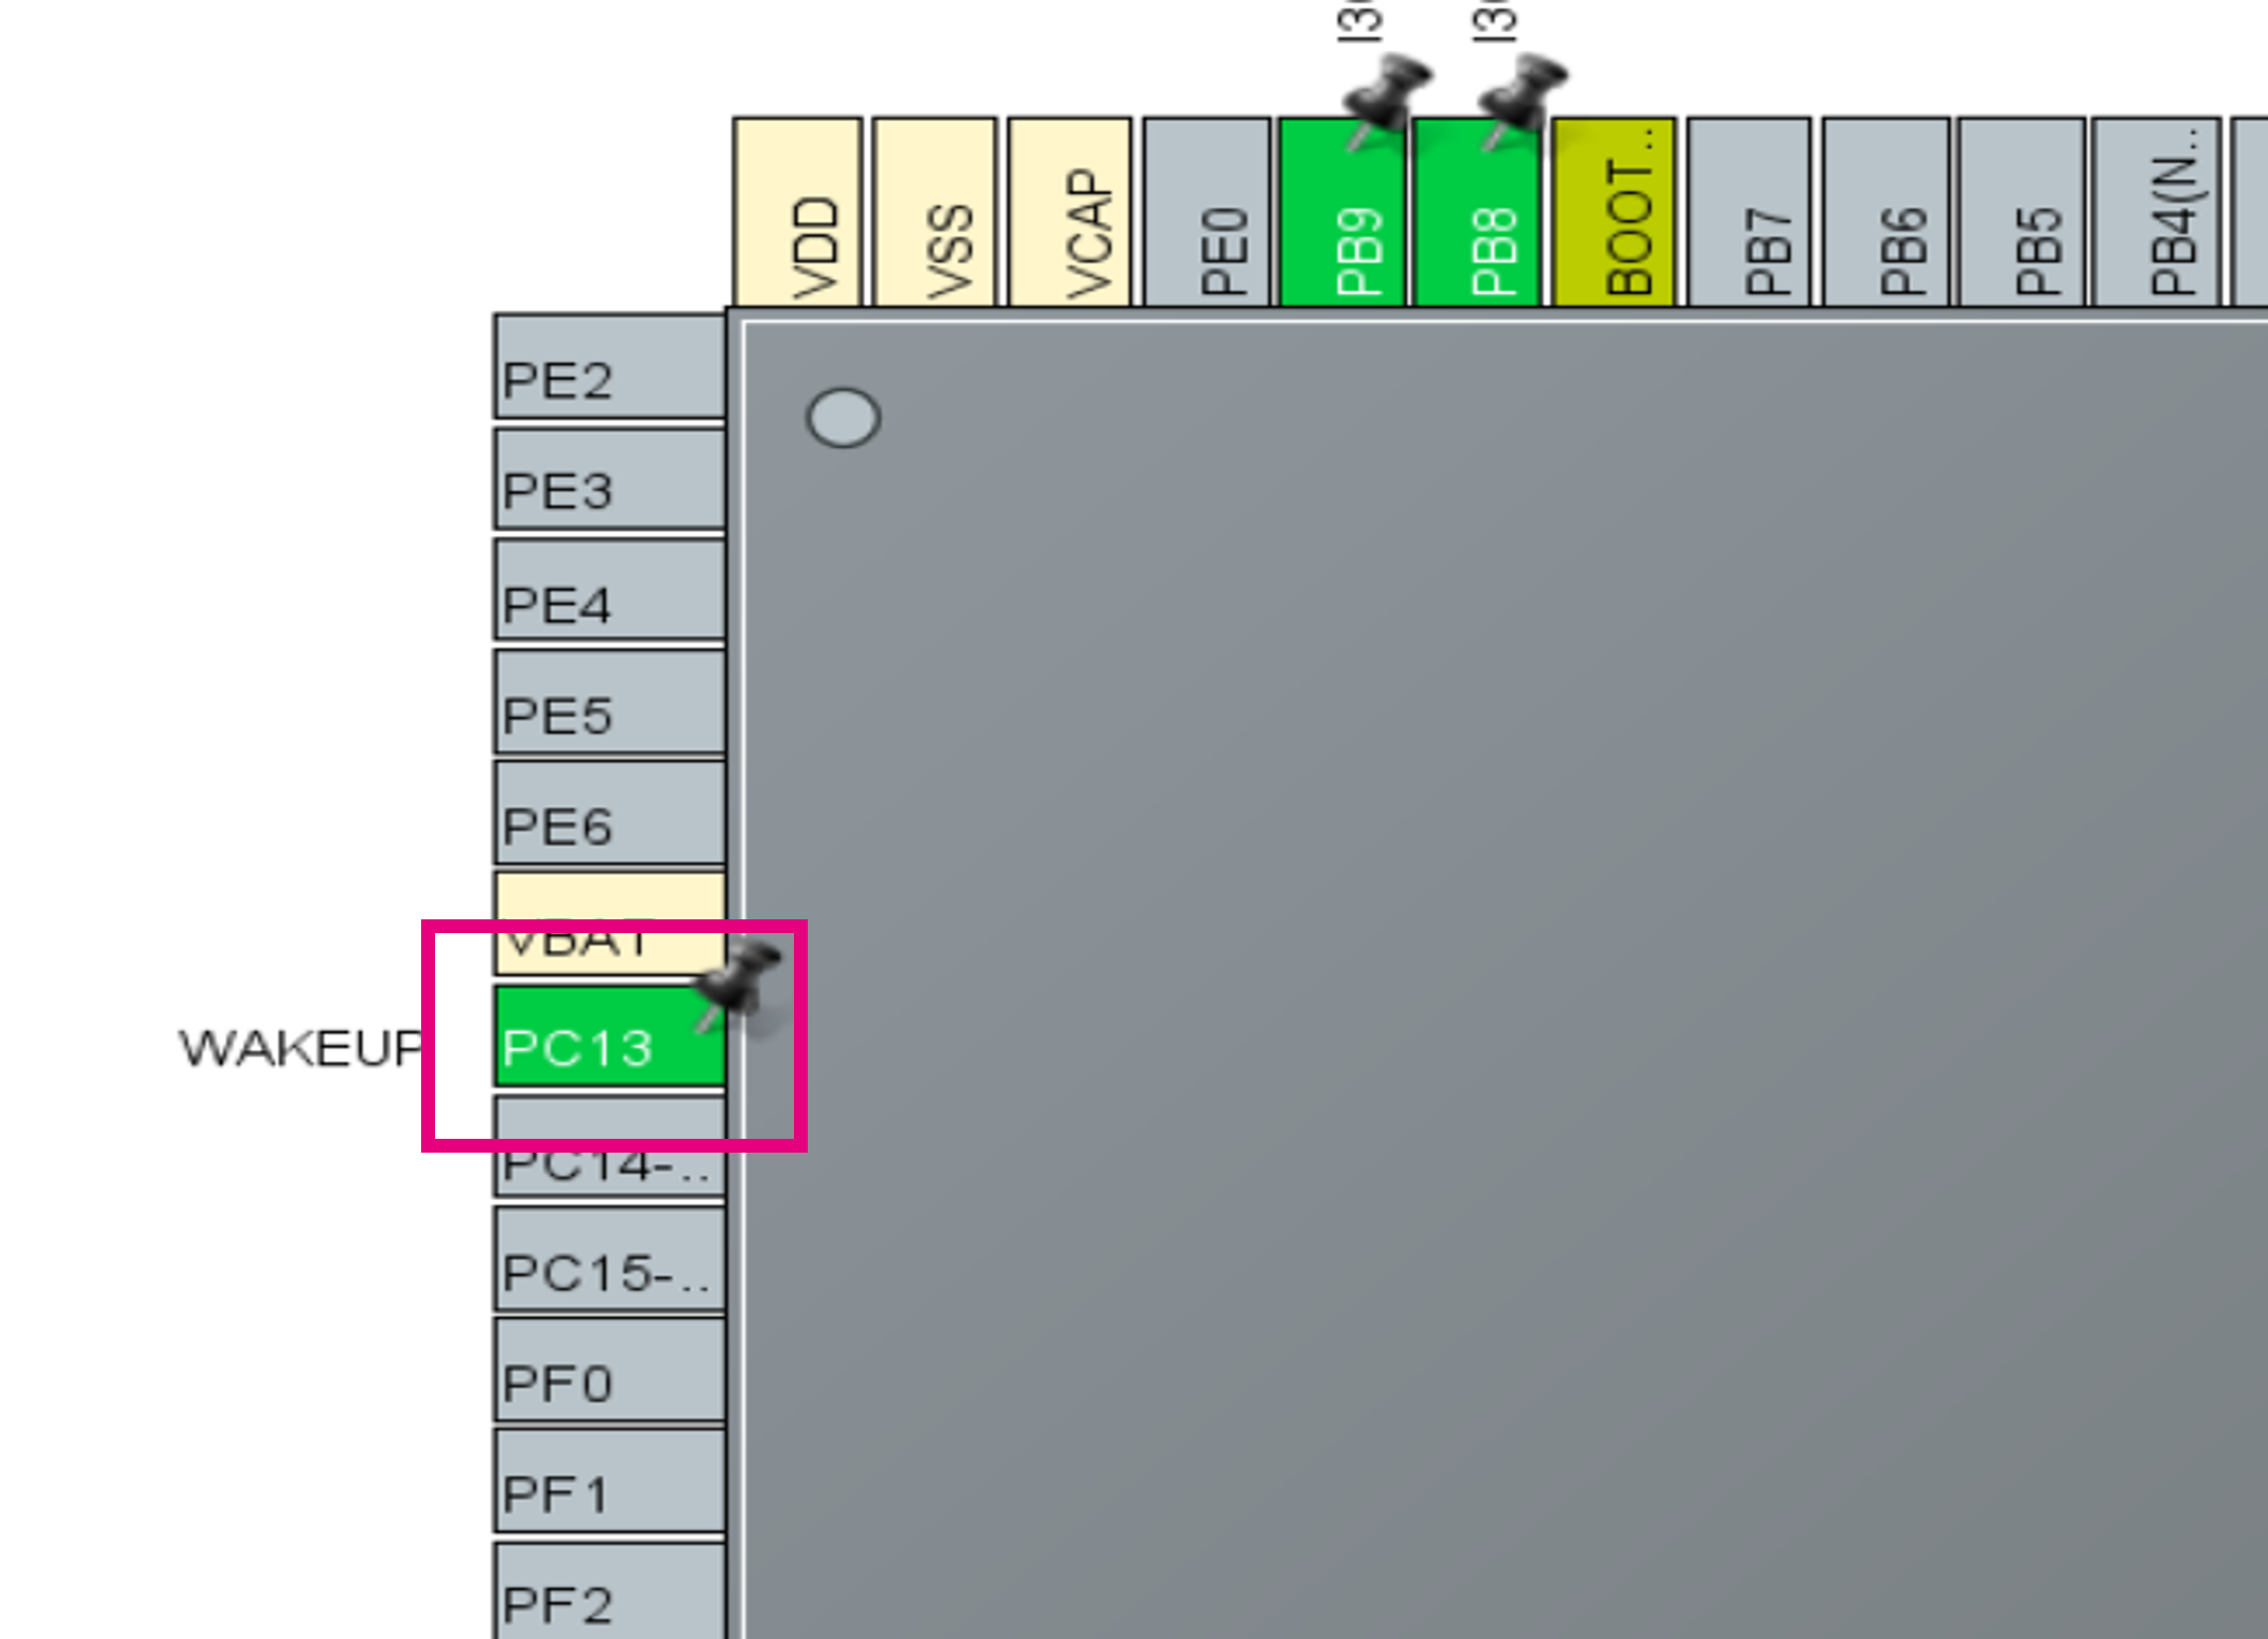 I3
I3
VDD
VSS
VCAP
PE0
PB9
PB8
BOOT..
PB7
PB6
PB5
PB4(N..
PE2
PE3
PE4
PE5
PE6
VBAT
WAKEUP
PC13
PC14-..
PC15-..
PF0
PF1
PF2